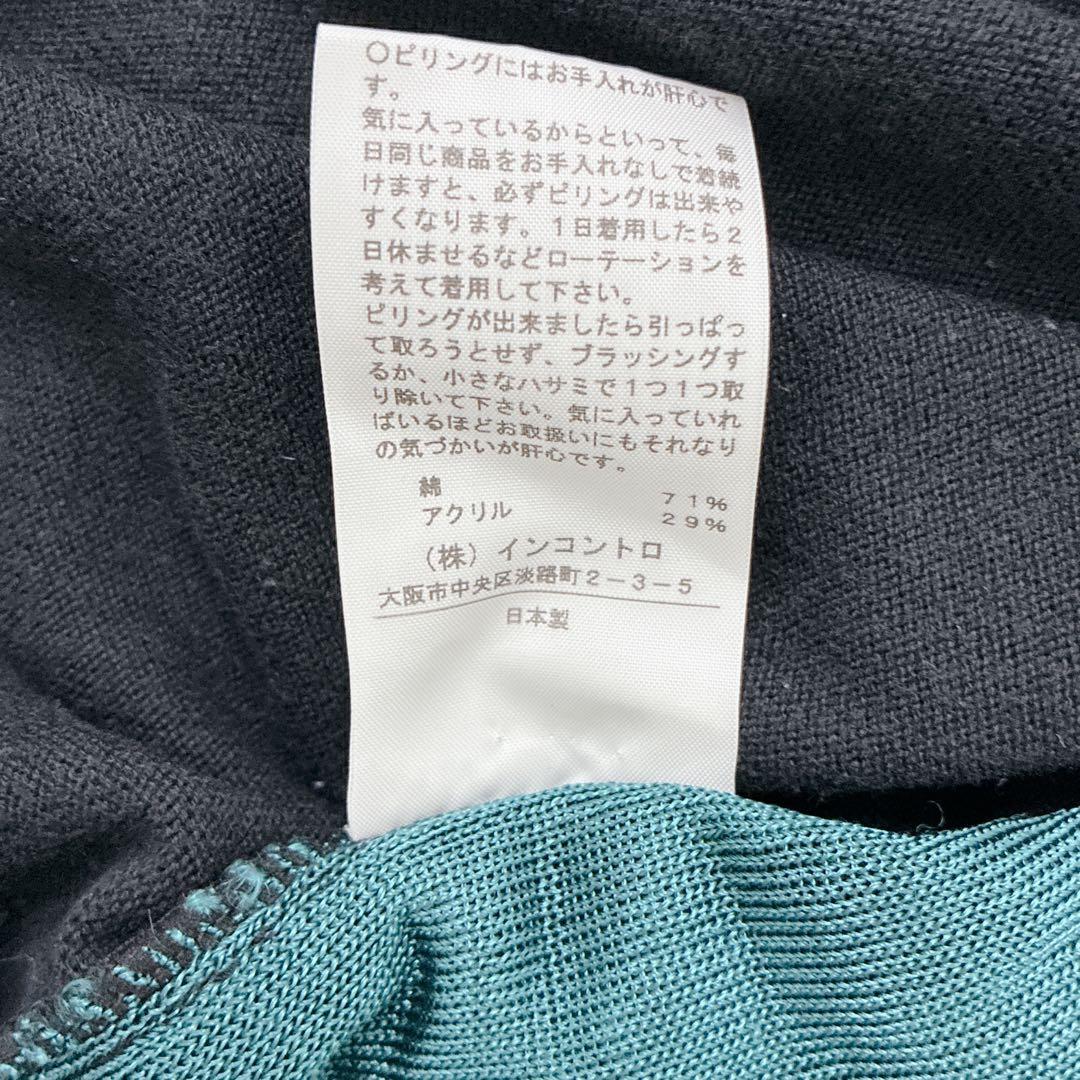 ○ピリングにはお手入れが肝心で
す。
気に入っているからといって、毎
日同じ商品をお手入れなしで着続
けますと、必ずピリングは出来や
すくなります。１日着用したら２
日休ませるなどローテーションを
考えて着用して下さい。
ピリングが出来ましたら引っぱっ
て取ろうとせず、ブラッシングす
るか、小さなハサミで１つ１つ取
り除いて下さい。気に入っていれ
ばいるほどお取扱いにもそれなり
の気づかいが肝心です。
綿 ７１％
アクリル ２９％
（株）インコントロ
大阪市中央区淡路町２－３－５
日本製